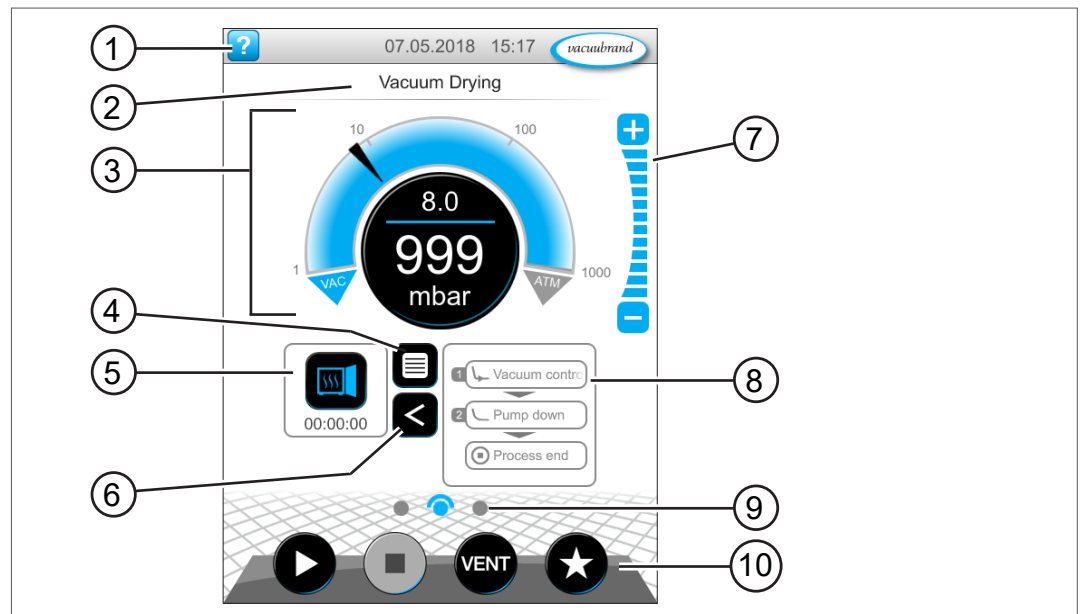 1
?
07.05.2018 15:17
vacuubrand
2
Vacuum Drying
3
10
100
7
8.0
999
mbar
1
1000
VAC
ATM
4
5
00:00:00
1 Vacuum contro
8
2 Pump down
Process end
6
9
VENT
10